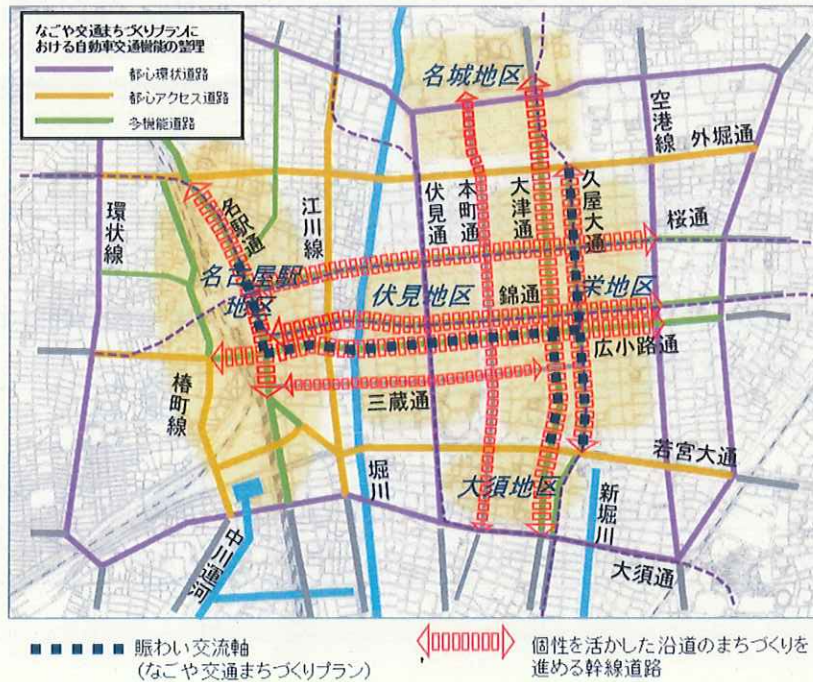 なごや交通まちづくりプランに
おける自動車交通機能の整理
都心環状道路
都心アクセス道路
多機能道路
名城地区
空港線
外堀通
環状線
名駅通
江川線
伏見通
本町通
大津通
久屋大通
桜通
名古屋駅
地区
伏見地区
錦通
栄地区
広小路通
椿町線
三蔵通
若宮大通
堀川
大須地区
新堀川
中川運河
大須通
賑わい交流軸
(なごや交通まちづくりプラン)
個性を活かした沿道のまちづくりを
進める幹線道路